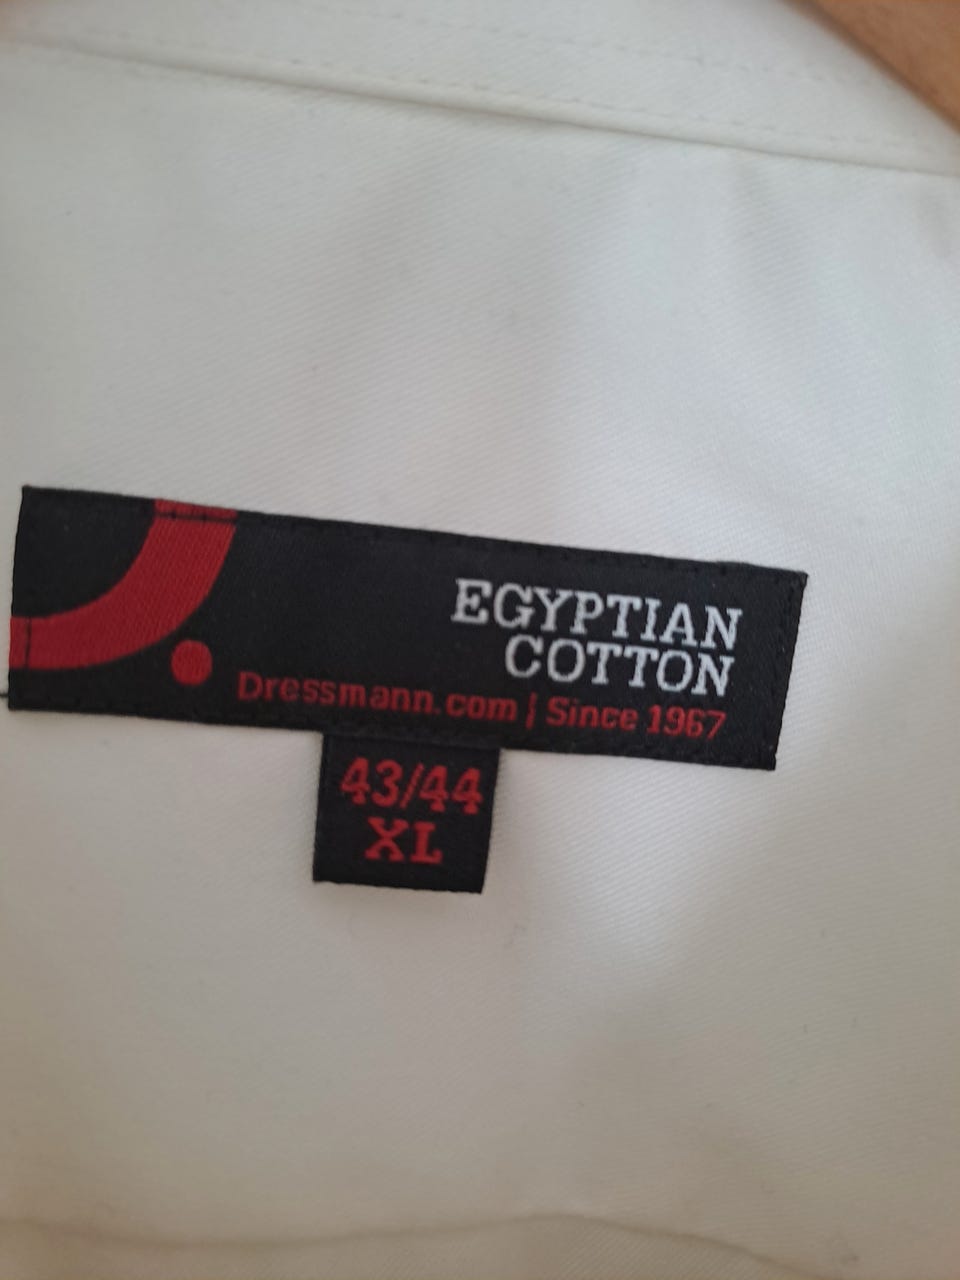 EGYPTIAN
COTTON
Dressmann.com | Since 1967
43/44
XL